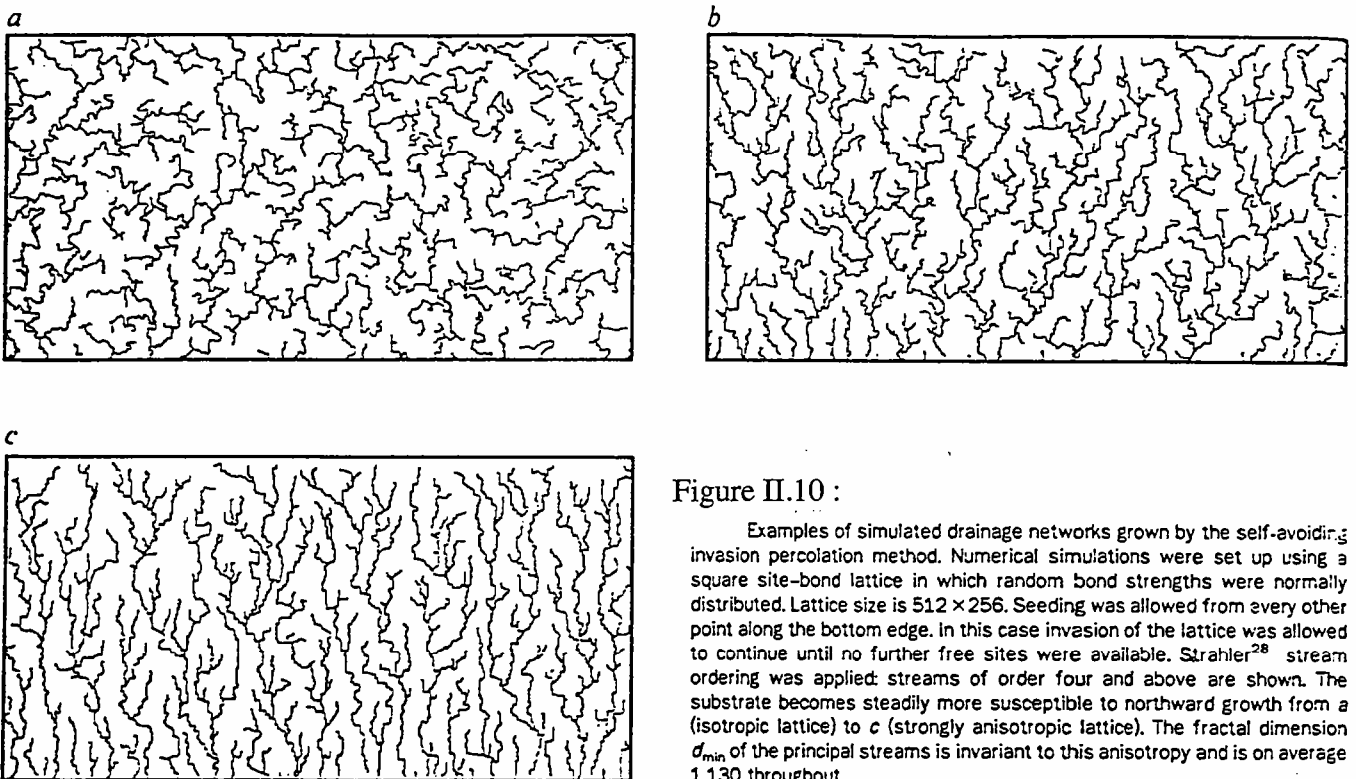 a
b
c
Figure II.10 :
Examples of simulated drainage networks grown by the self-avoiding
invasion percolation method. Numerical simulations were set up using a
square site–bond lattice in which random bond strengths were normally
distributed. Lattice size is 512 × 256. Seeding was allowed from every other
point along the bottom edge. In this case invasion of the lattice was allowed
to continue until no further free sites were available. Strahler²⁸ stream
ordering was applied: streams of order four and above are shown. The
substrate becomes steadily more susceptible to northward growth from a
(isotropic lattice) to c (strongly anisotropic lattice). The fractal dimension
dmin of the principal streams is invariant to this anisotropy and is on average
1.130 throughout